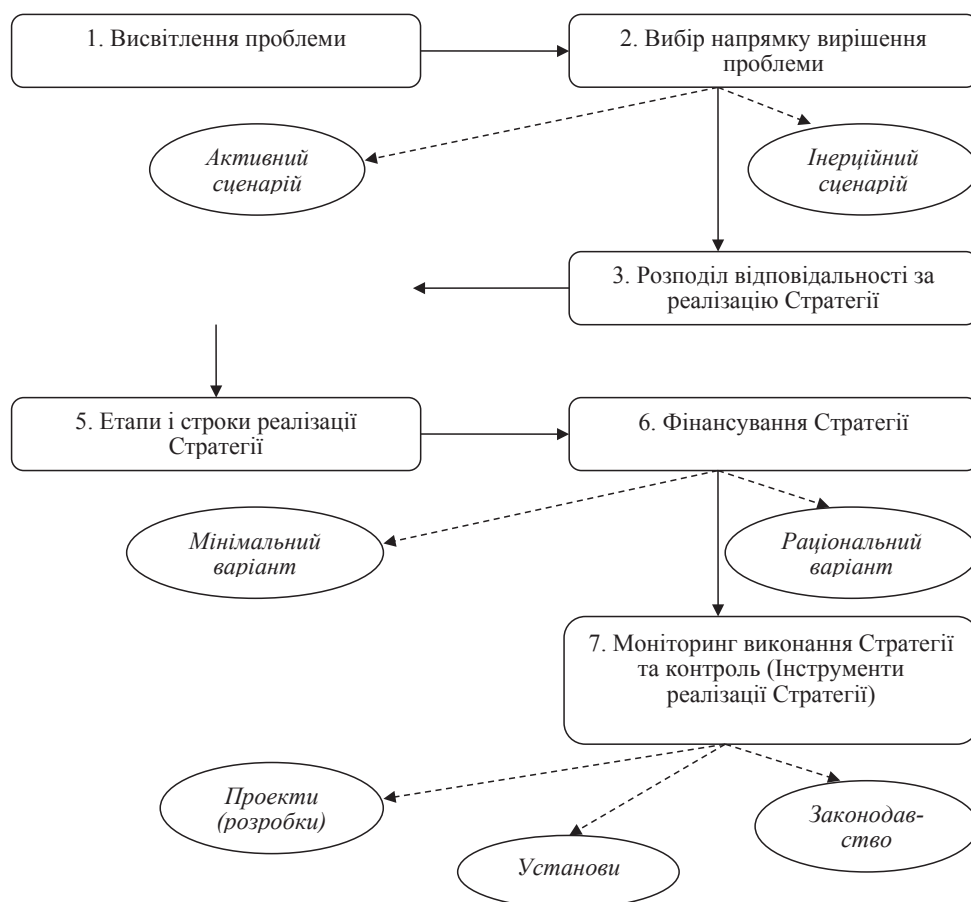 1. Висвітлення проблеми
2. Вибір напрямку вирішення
проблеми
Активний
сценарій
Інерційний
сценарій
3. Розподіл відповідальності за
реалізацію Стратегії
5. Етапи і строки реалізації
Стратегії
6. Фінансування Стратегії
Мінімальний
варіант
Раціональний
варіант
7. Моніторинг виконання Стратегії
та контроль (Інструменти
реалізації Стратегії)
Проекти
(розробки)
Установи
Законодав-
ство